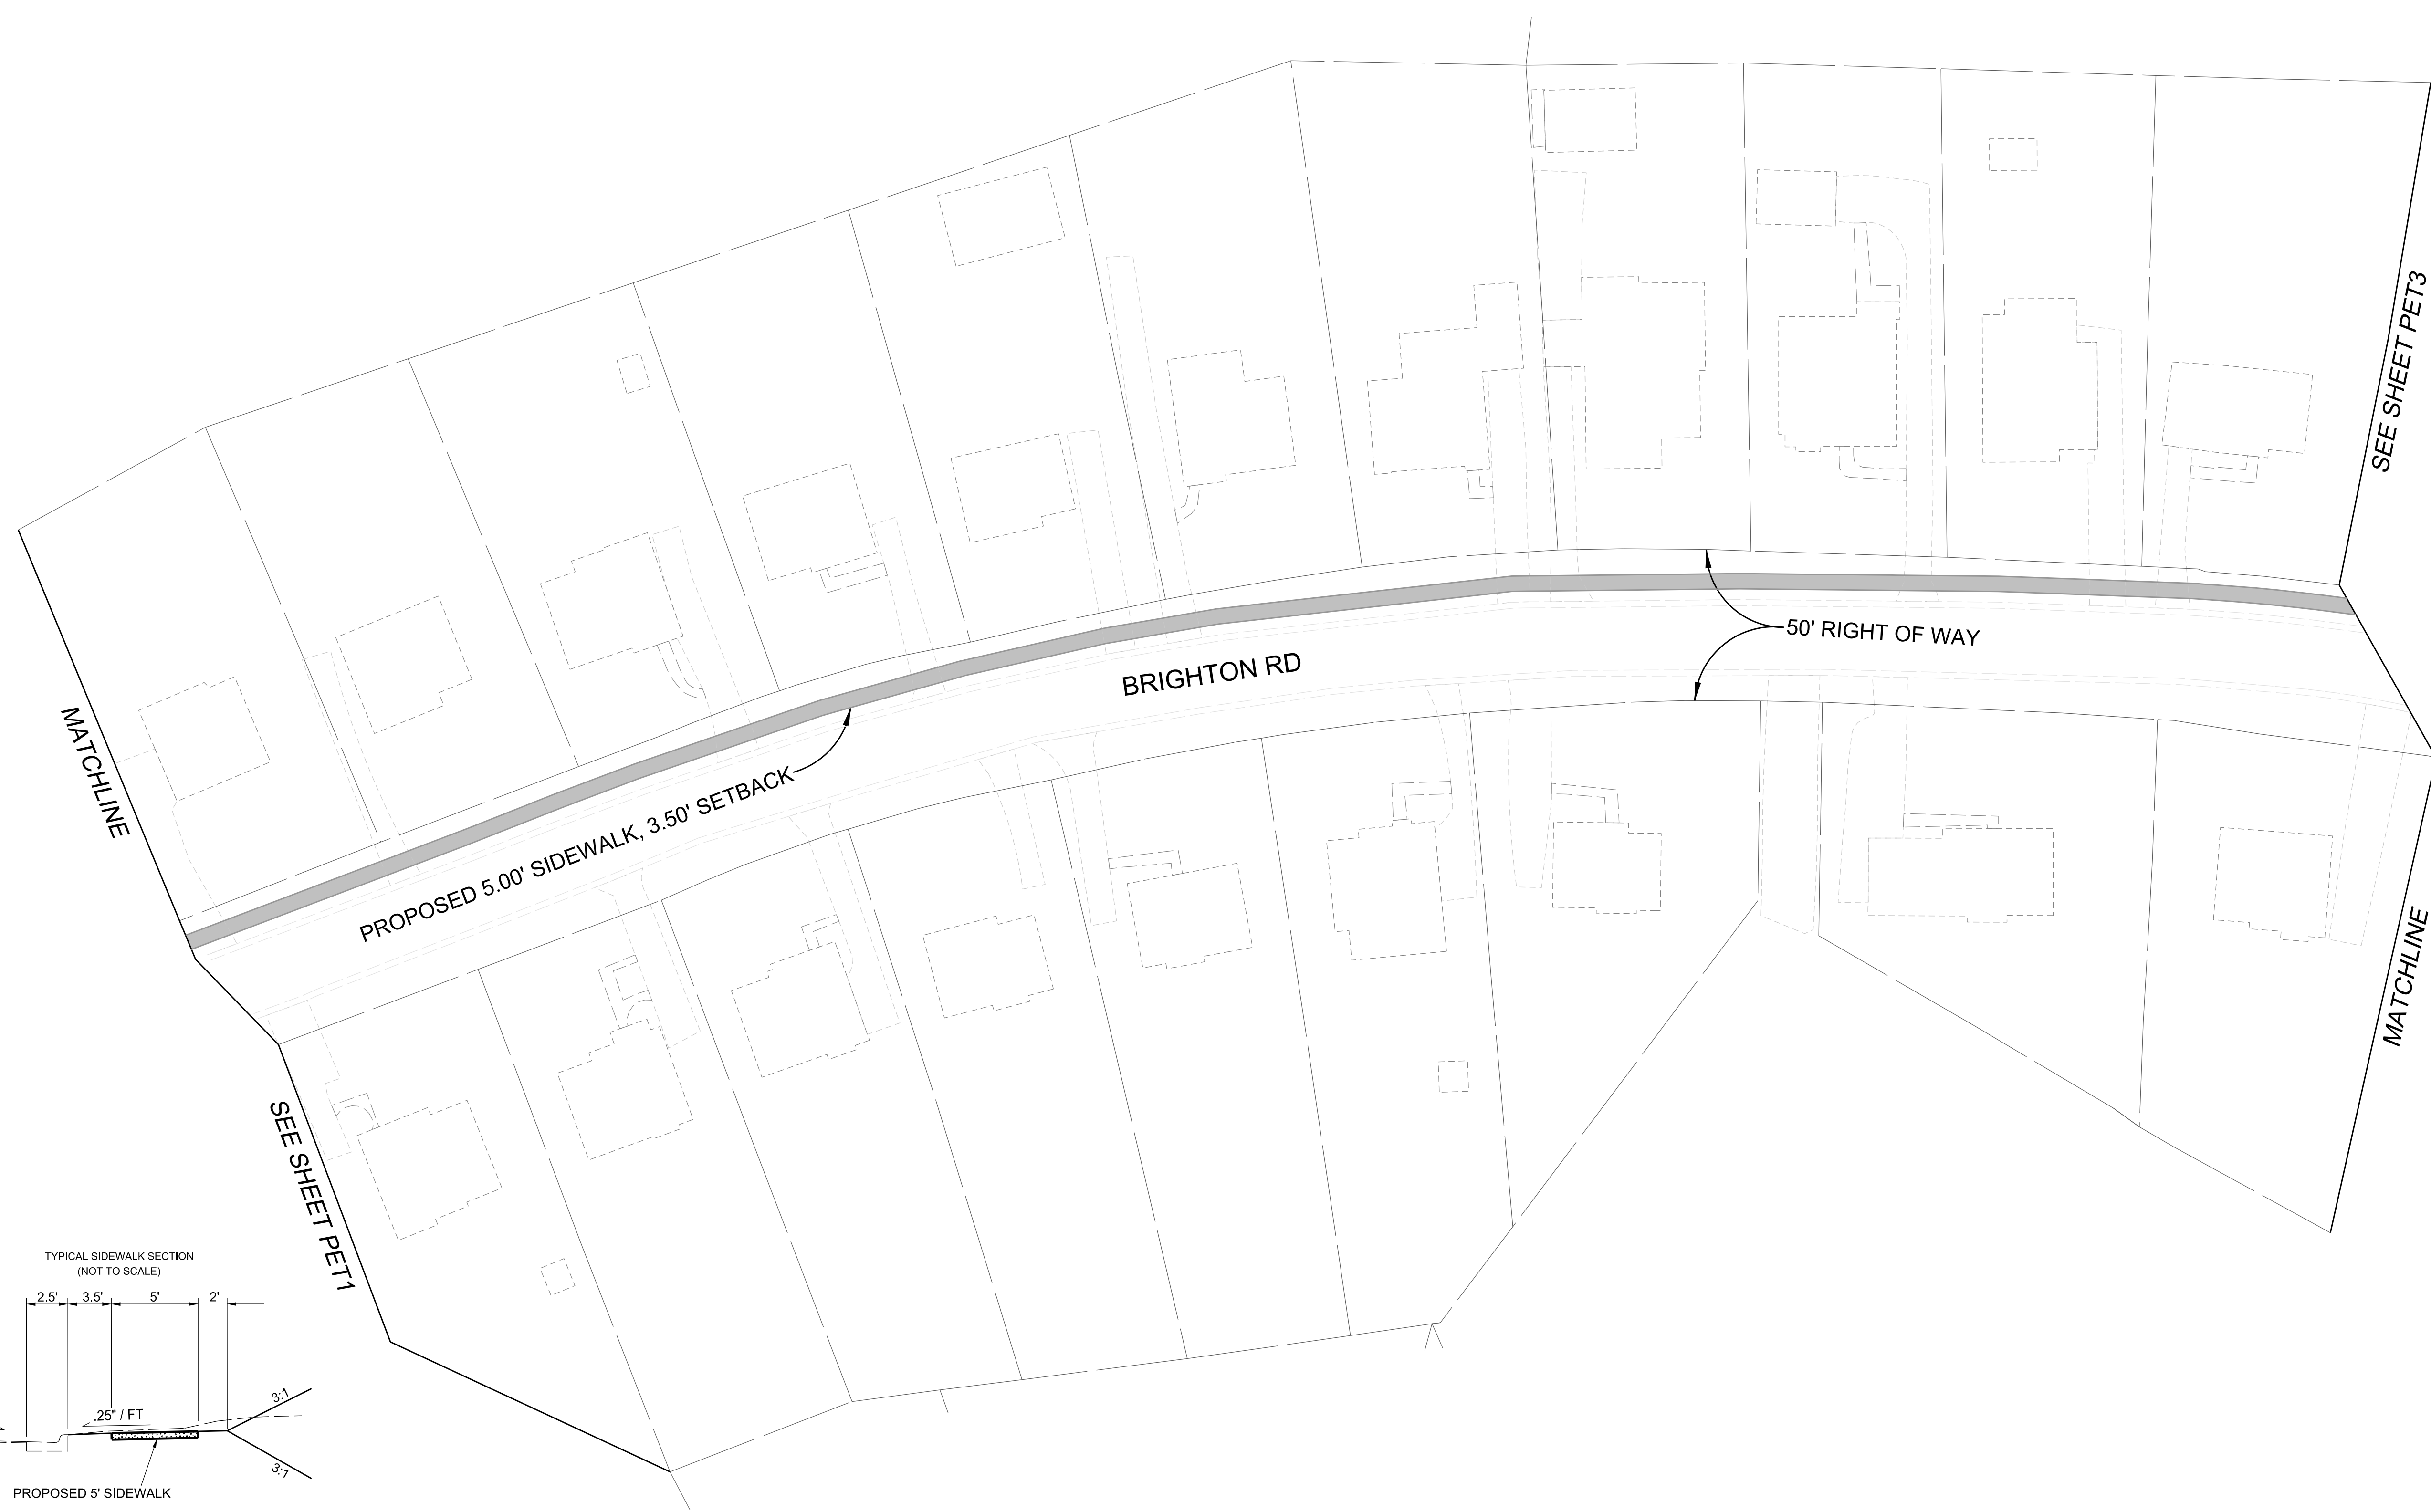 SEE SHEET PET3
50' RIGHT OF WAY
BRIGHTON RD
MATCHLINE
PROPOSED 5.00' SIDEWALK, 3.50' SETBACK
MATCHLINE
SEE SHEET PET1
TYPICAL SIDEWALK SECTION
(NOT TO SCALE)
2.5' 3.5' 5' 2'
3:1
.25" / FT
3:1
PROPOSED 5' SIDEWALK